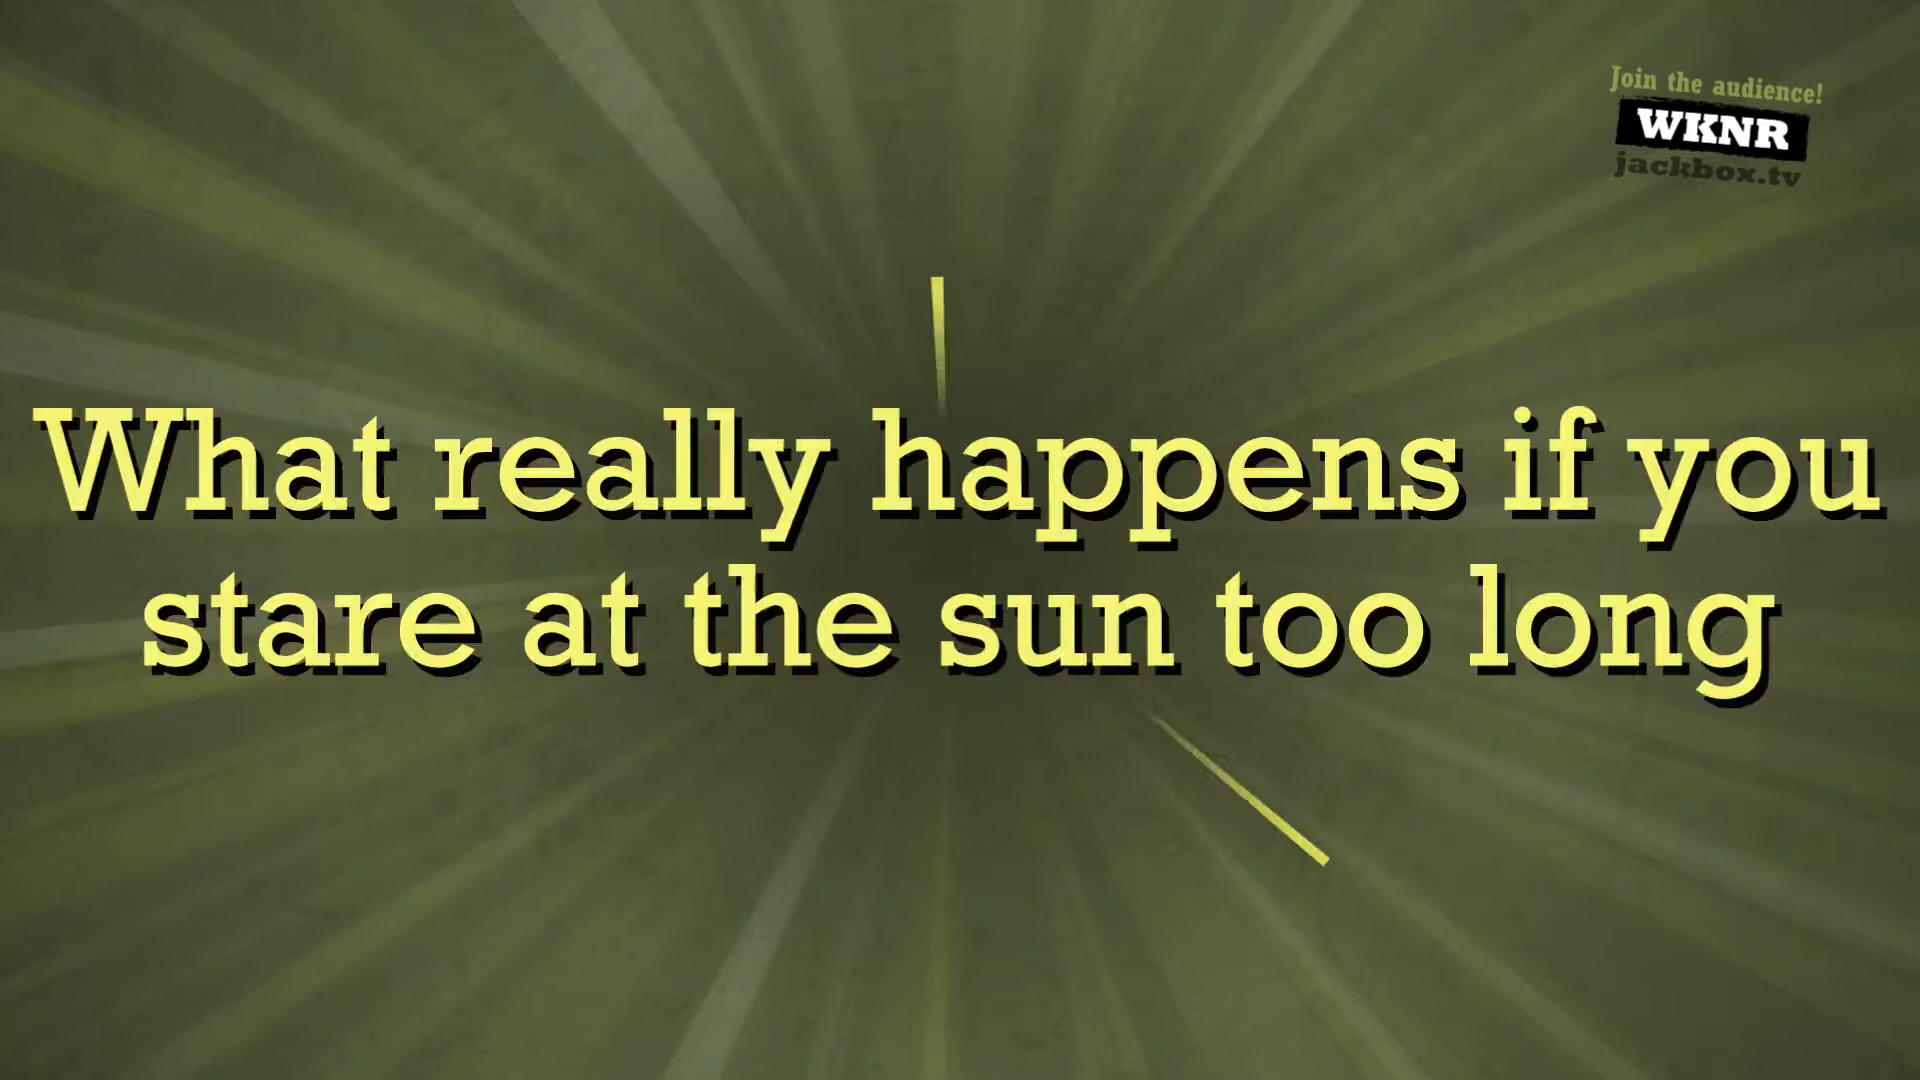 Join the audience!
WKNR
jackbox.tv
What really happens if you
stare at the sun too long